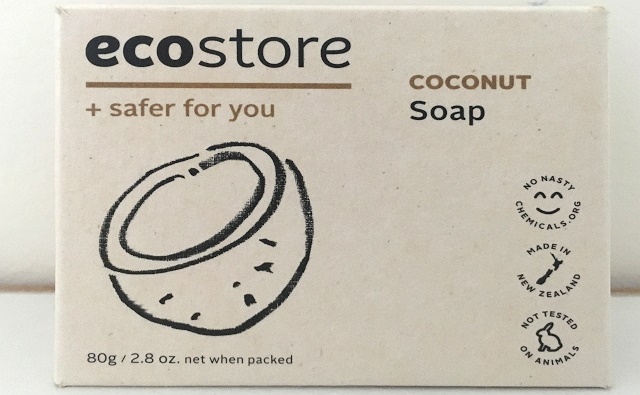 ecostore
+ safer for you
COCONUT
Soap
NO NASTY
CHEMICALS.ORG
MADE IN
NEW ZEALAND
NOT TESTED
ON ANIMALS
80g / 2.8 oz. net when packed